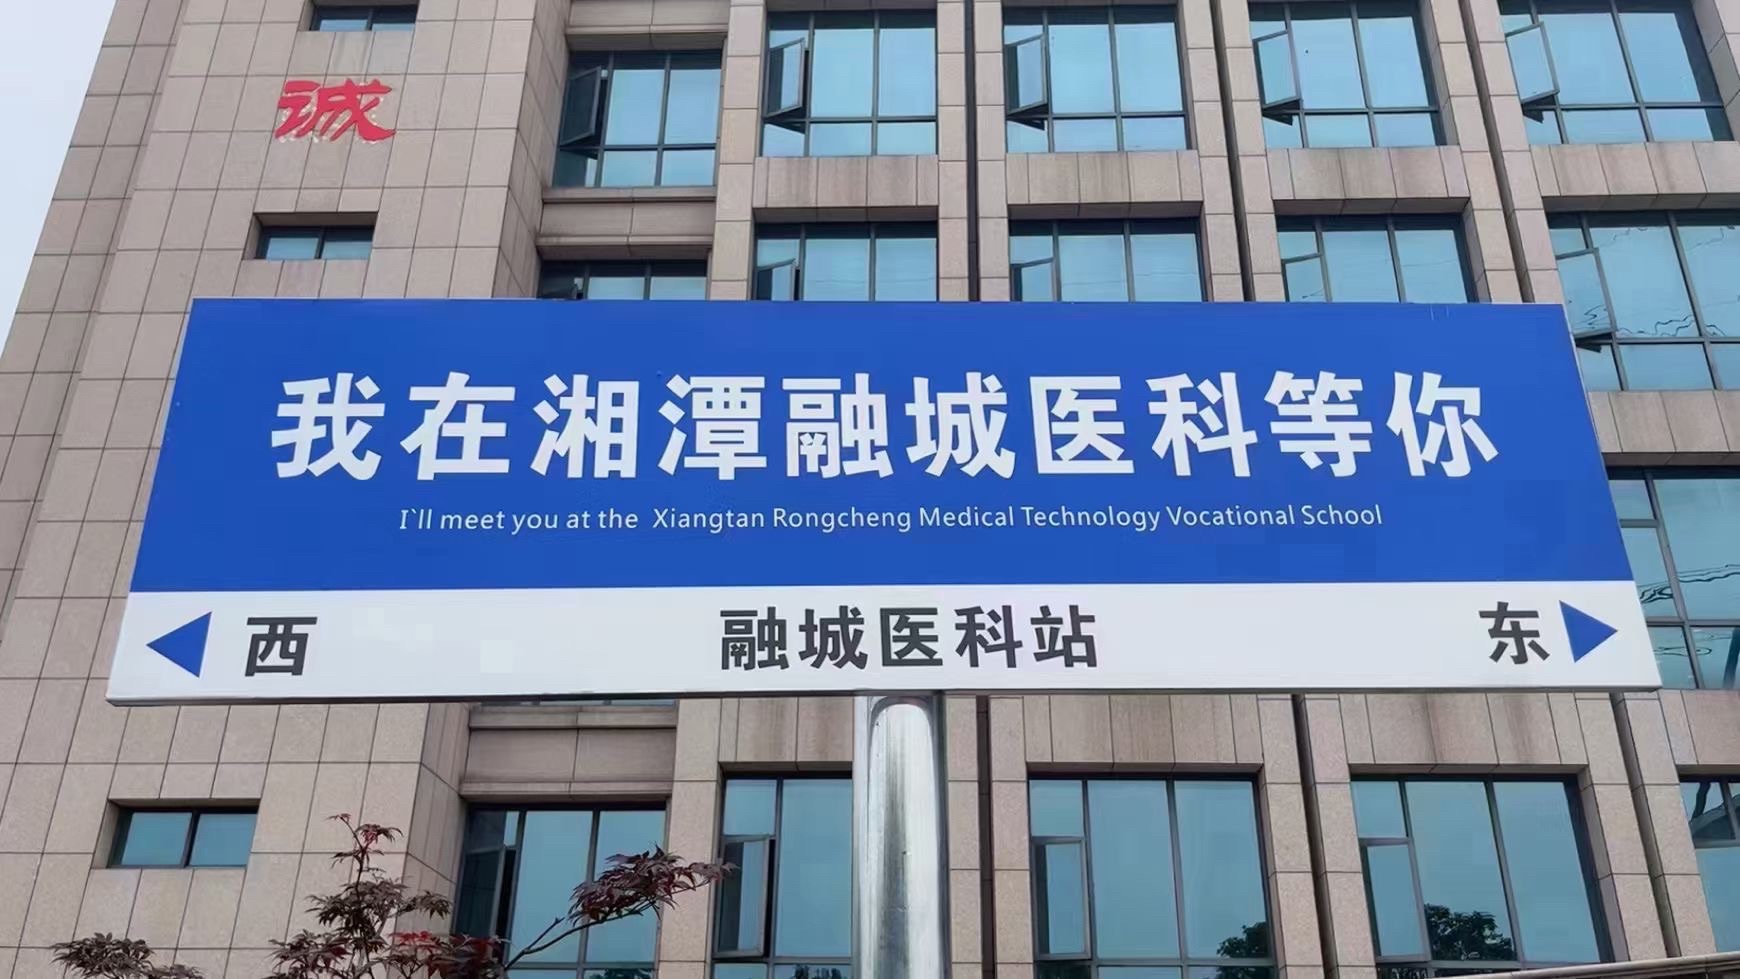 诚
我在湘潭融城医科等你
I`ll meet you at the Xiangtan Rongcheng Medical Technology Vocational School
西 融城医科站 东